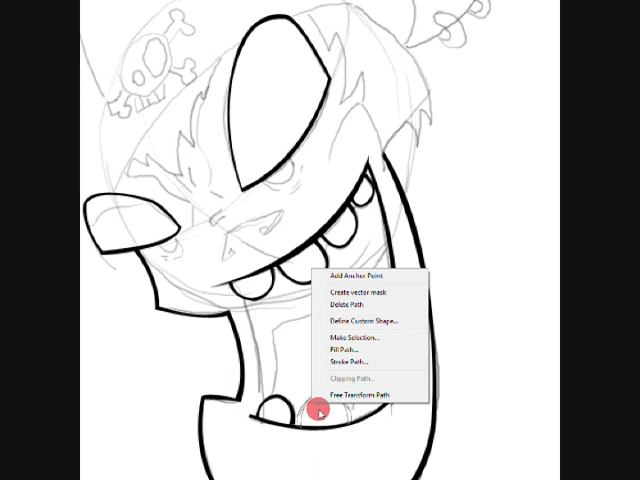 Add Anchor Point
Create vector mask
Delete Path
Define Custom Shape...
Make Selection...
Fill Path...
Stroke Path...
Clipping Path...
Free Transform Path